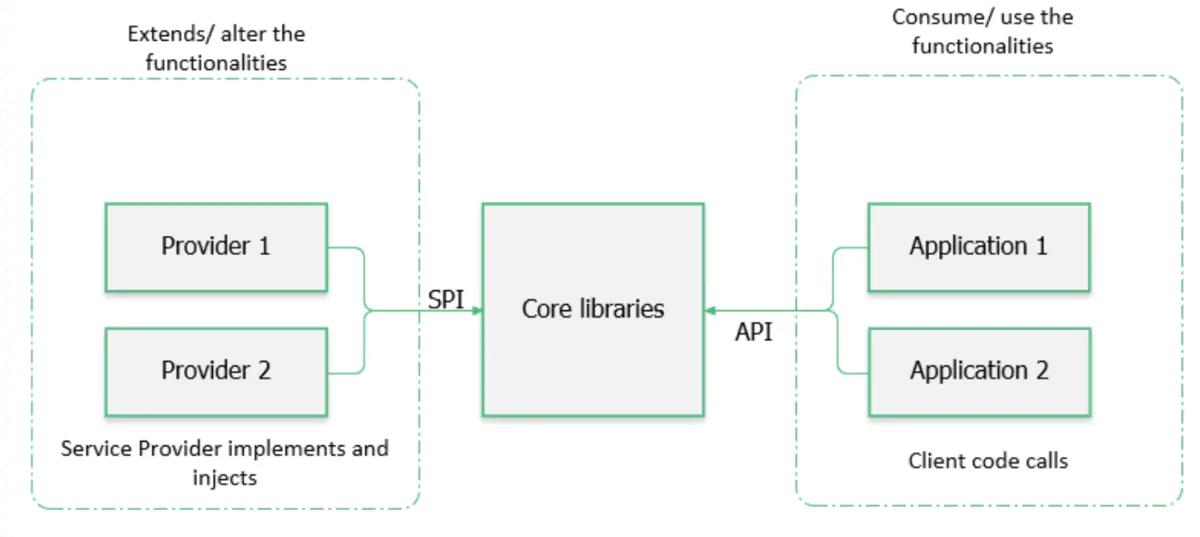 Extends/ alter the
functionalities
Consume/ use the
functionalities
Provider 1
Provider 2
Service Provider implements and
injects
SPI
Core libraries
API
Application 1
Application 2
Client code calls